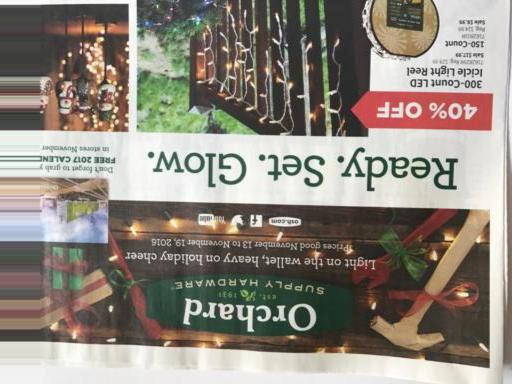 Orchard
SUPPLY HARDWARE
est. 1931
Light on the wallet, heavy on holiday cheer
Prices good November 13 to November 19, 2016
osh.com
Ready. Set. Glow.
40% OFF
300-Count LED
Icicle Light Reel
Sale $17.99
150-Count
Sale $8.99
Don't forget to grab
FREE 2017 CALEN
in stores November